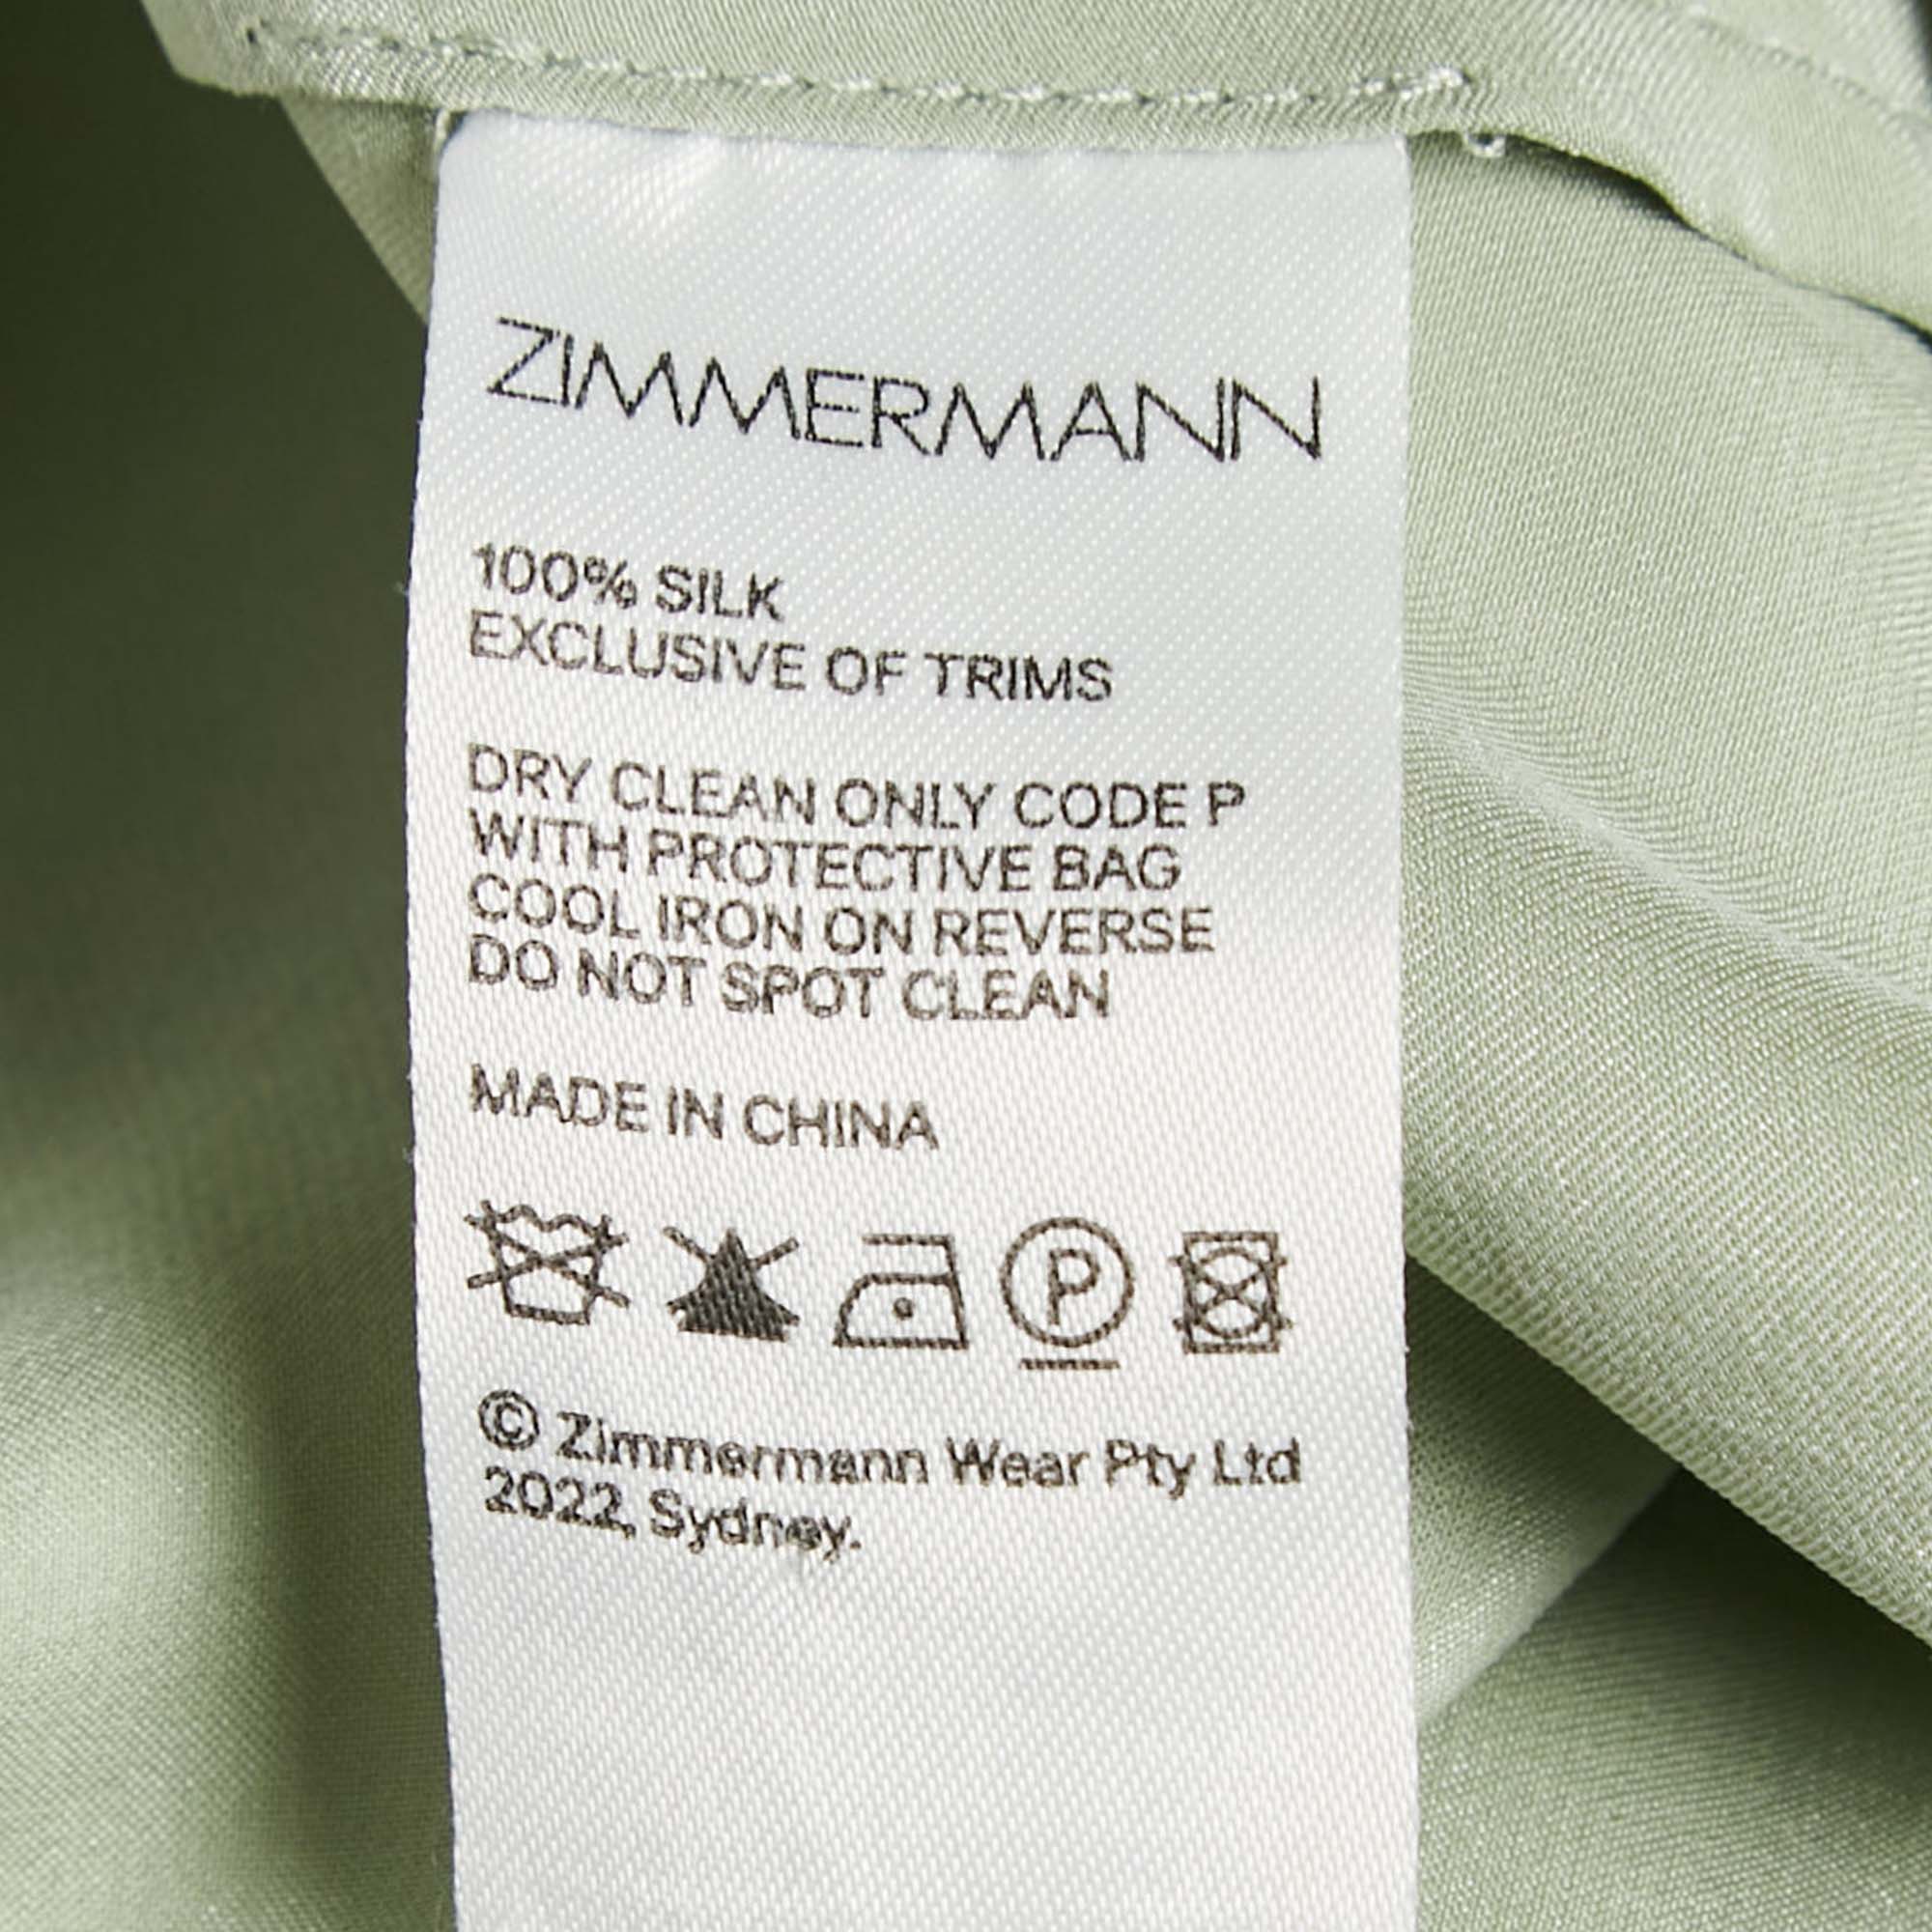 ZIMMERMANN
100% SILK
EXCLUSIVE OF TRIMS
DRY CLEAN ONLY CODE P
WITH PROTECTIVE BAG
COOL IRON ON REVERSE
DO NOT SPOT CLEAN
MADE IN CHINA
P
© Zimmermann Wear Pty Ltd
2022, Sydney.